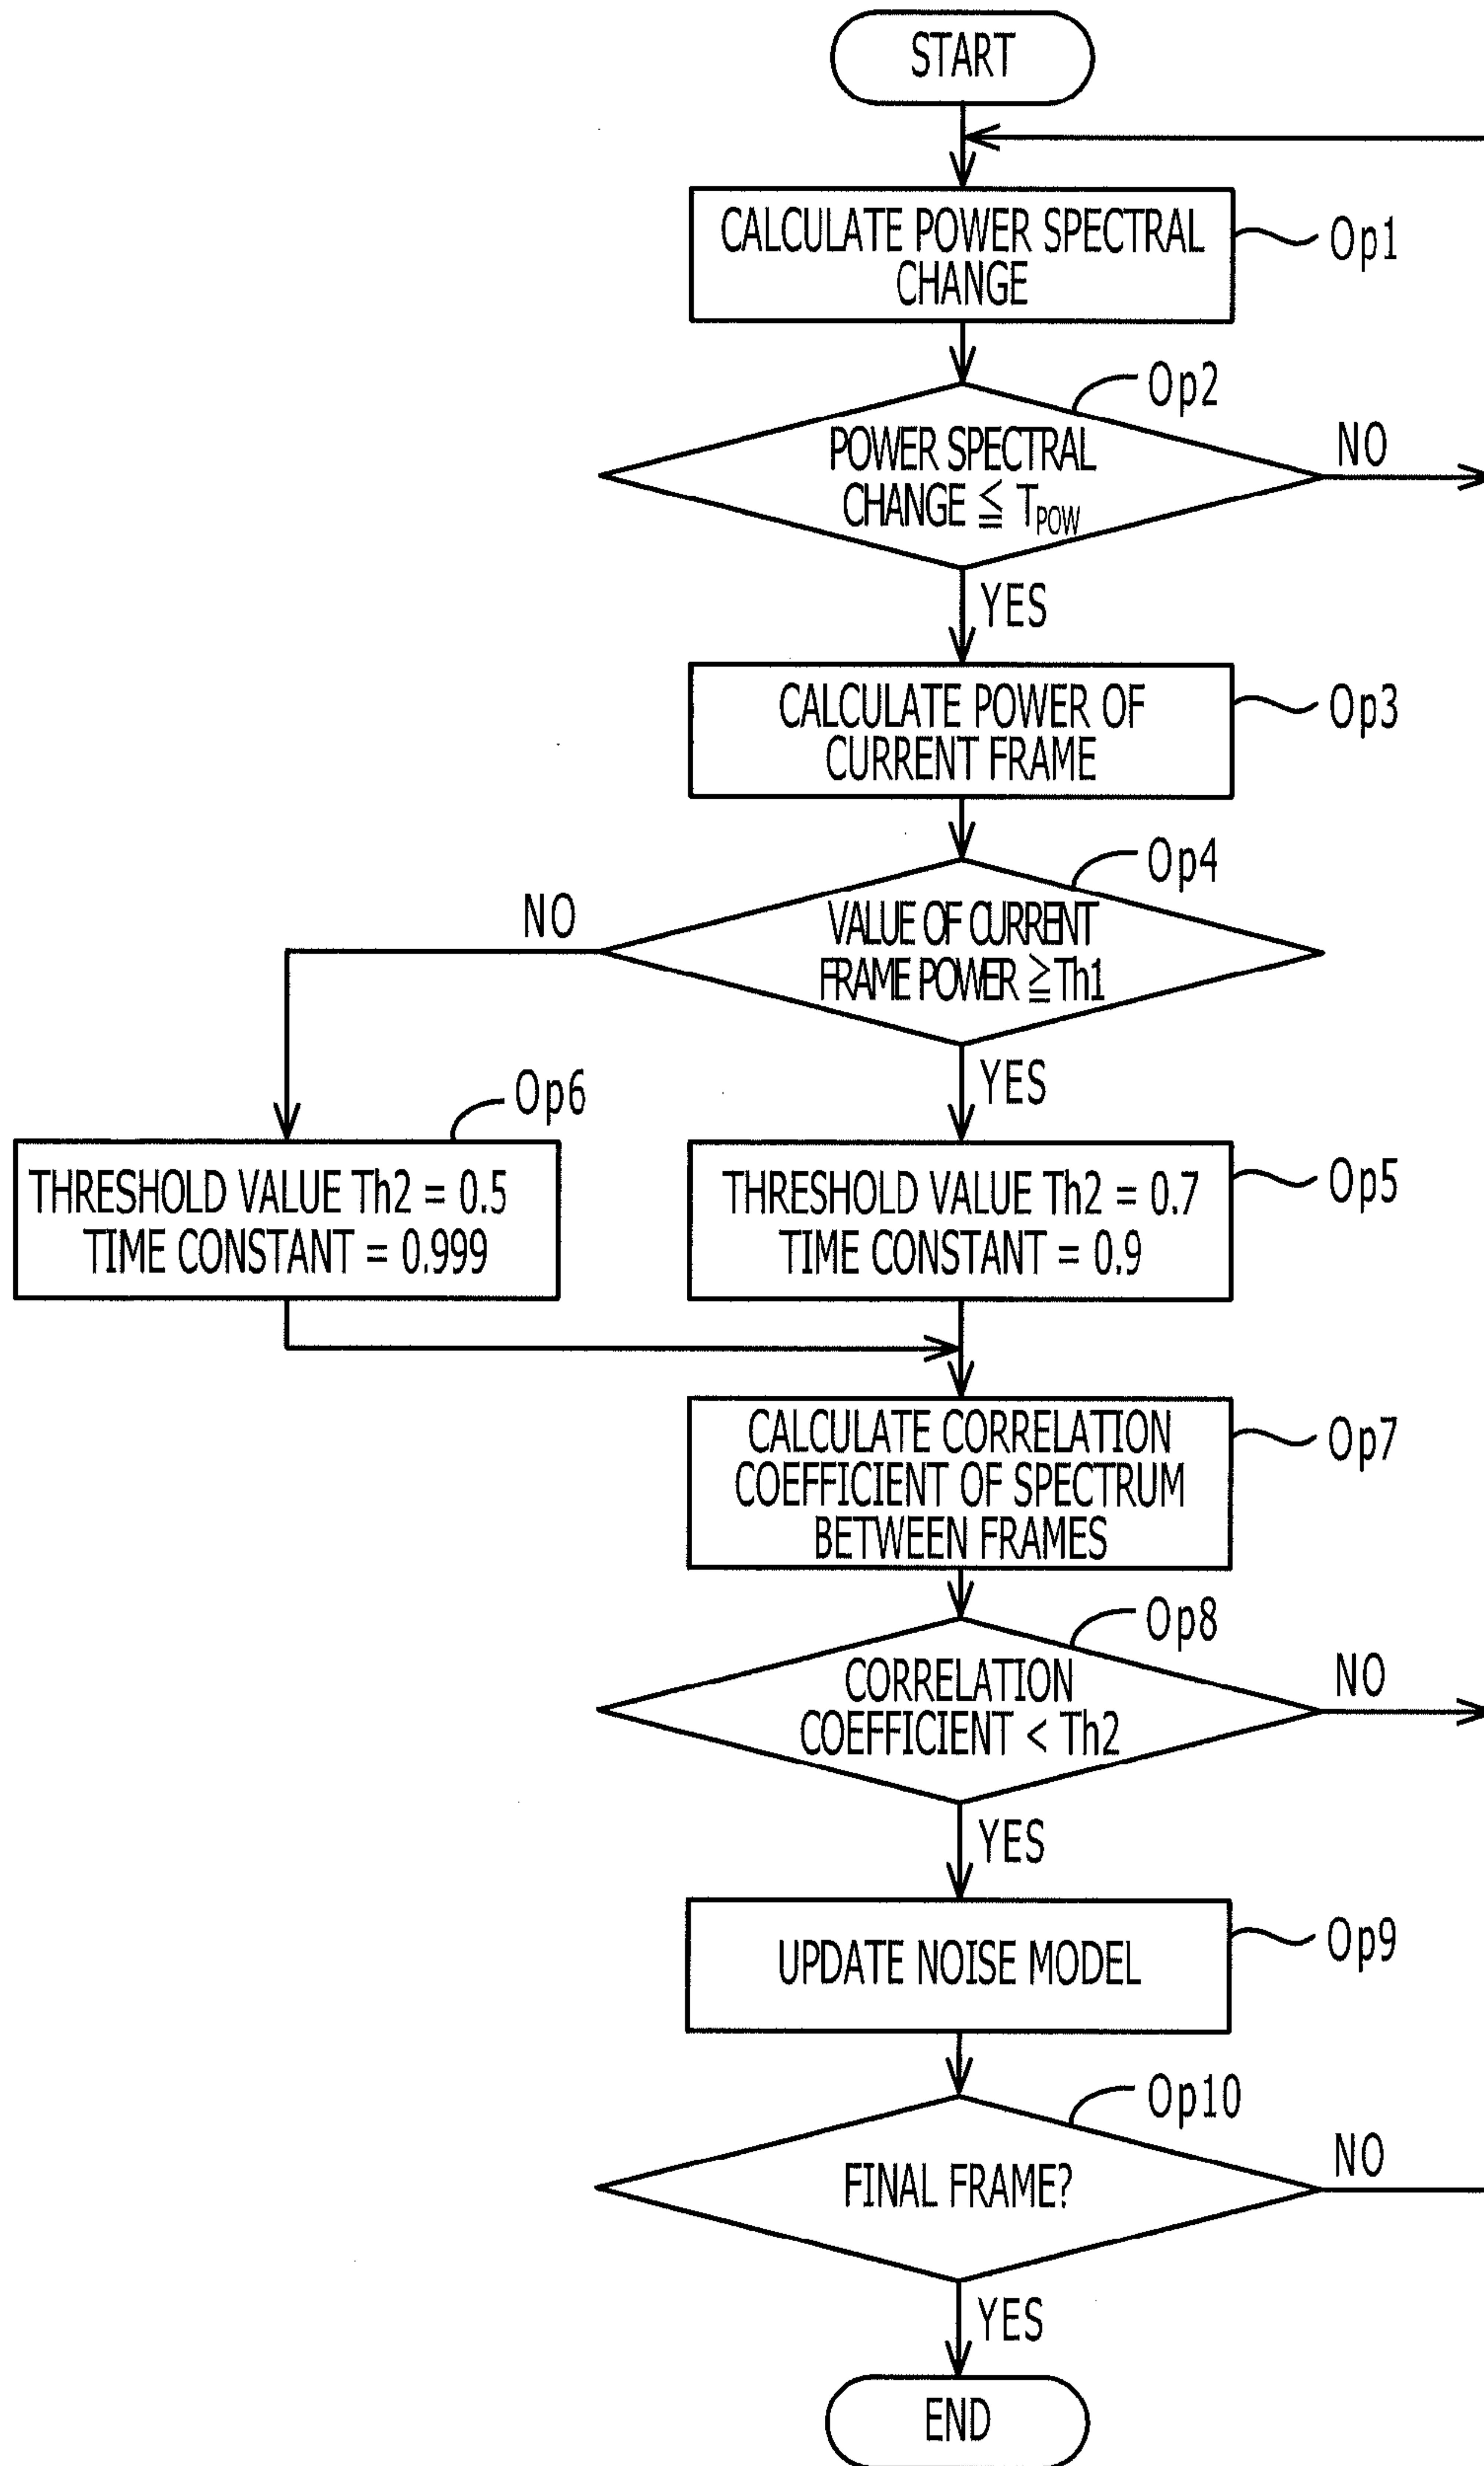 START
CALCULATE POWER SPECTRAL
CHANGE
Op1
Op2
POWER SPECTRAL
CHANGE ≦ TPOW
NO
YES
CALCULATE POWER OF
CURRENT FRAME
Op3
Op4
VALUE OF CURRENT
FRAME POWER ≧ Th1
NO
YES
Op6
THRESHOLD VALUE Th2 = 0.5
TIME CONSTANT = 0.999
THRESHOLD VALUE Th2 = 0.7
TIME CONSTANT = 0.9
Op5
CALCULATE CORRELATION
COEFFICIENT OF SPECTRUM
BETWEEN FRAMES
Op7
Op8
CORRELATION
COEFFICIENT < Th2
NO
YES
UPDATE NOISE MODEL
Op9
Op10
FINAL FRAME?
NO
YES
END